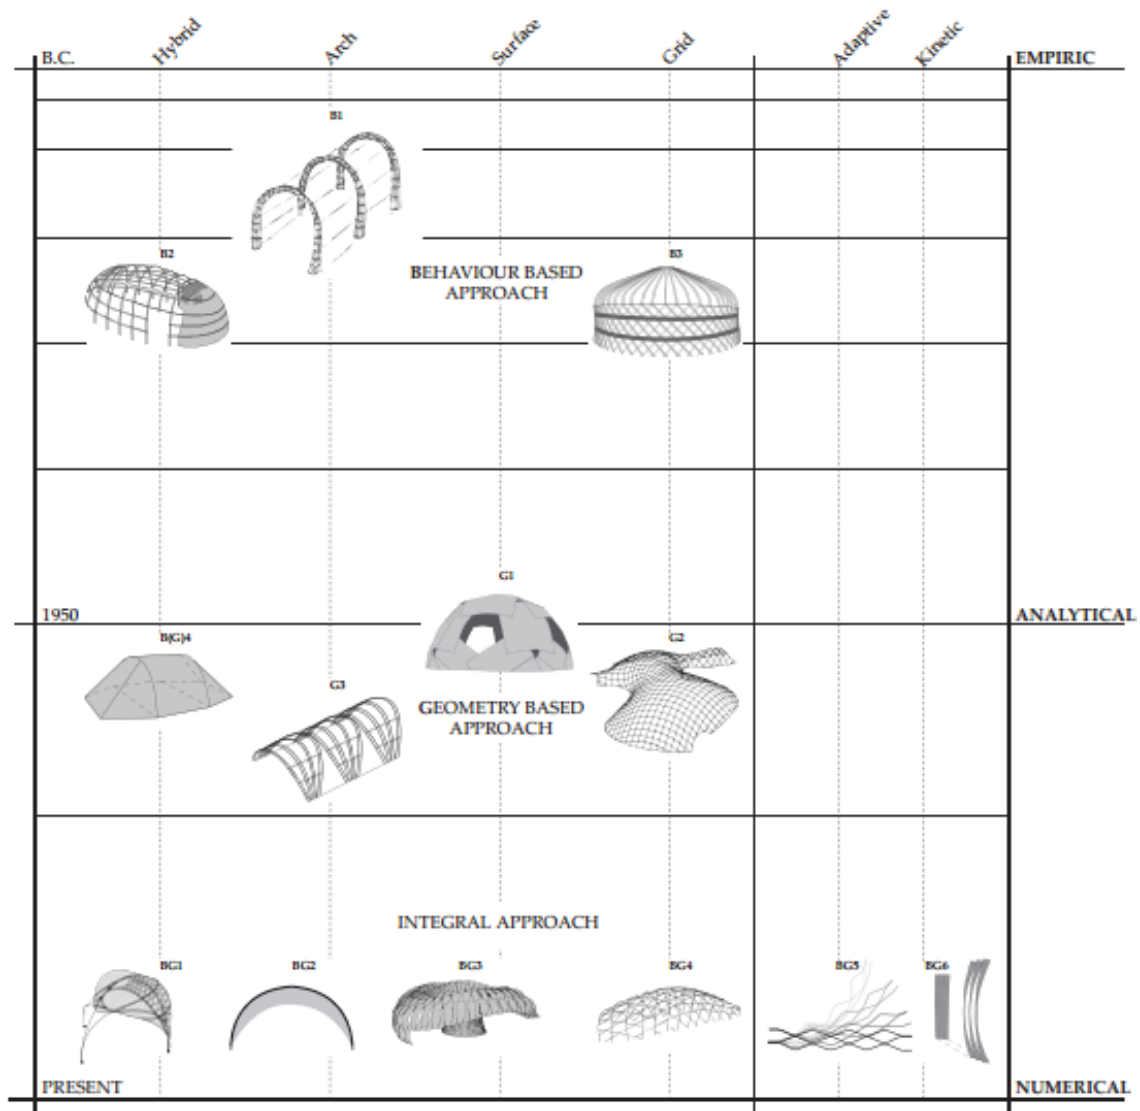 Hybrid
Arch
Surface
Grid
Adaptive
Kinetic
B.C.
EMPIRIC
B1
B2
B3
BEHAVIOUR BASED
APPROACH
G1
1950
ANALYTICAL
B(G)4
G2
G3
GEOMETRY BASED
APPROACH
INTEGRAL APPROACH
BG1
BG2
BG3
BG4
BG5
BG6
PRESENT
NUMERICAL